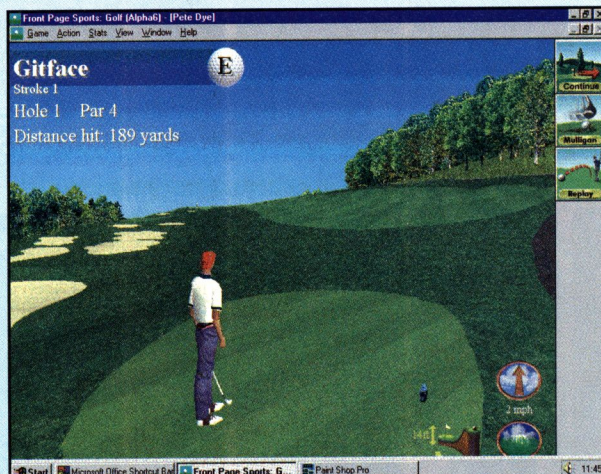 Front Page Sports: Golf (Alpha6) - [Pete Dye]
Game Action Stats View Window Help
Gitface
E
Stroke 1
Hole 1 Par 4
Distance hit: 189 yards
Continue
Mulligan
Replay
2 mph
Start
Microsoft Office Shortcut Bar
Front Page Sports: G...
Paint Shop Pro
11:45